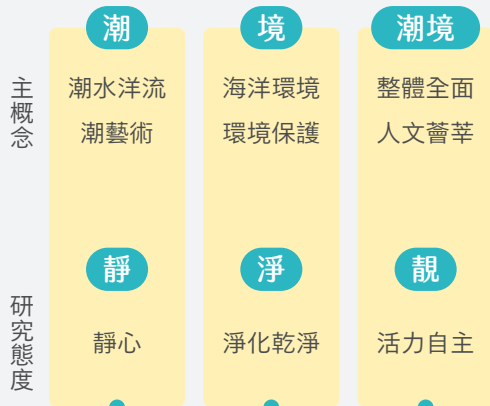 潮 境 潮境
主概念
潮水洋流 海洋環境 整體全面
潮藝術 環境保護 人文薈莘
靜 淨 靚
研究態度
靜心 淨化乾淨 活力自主